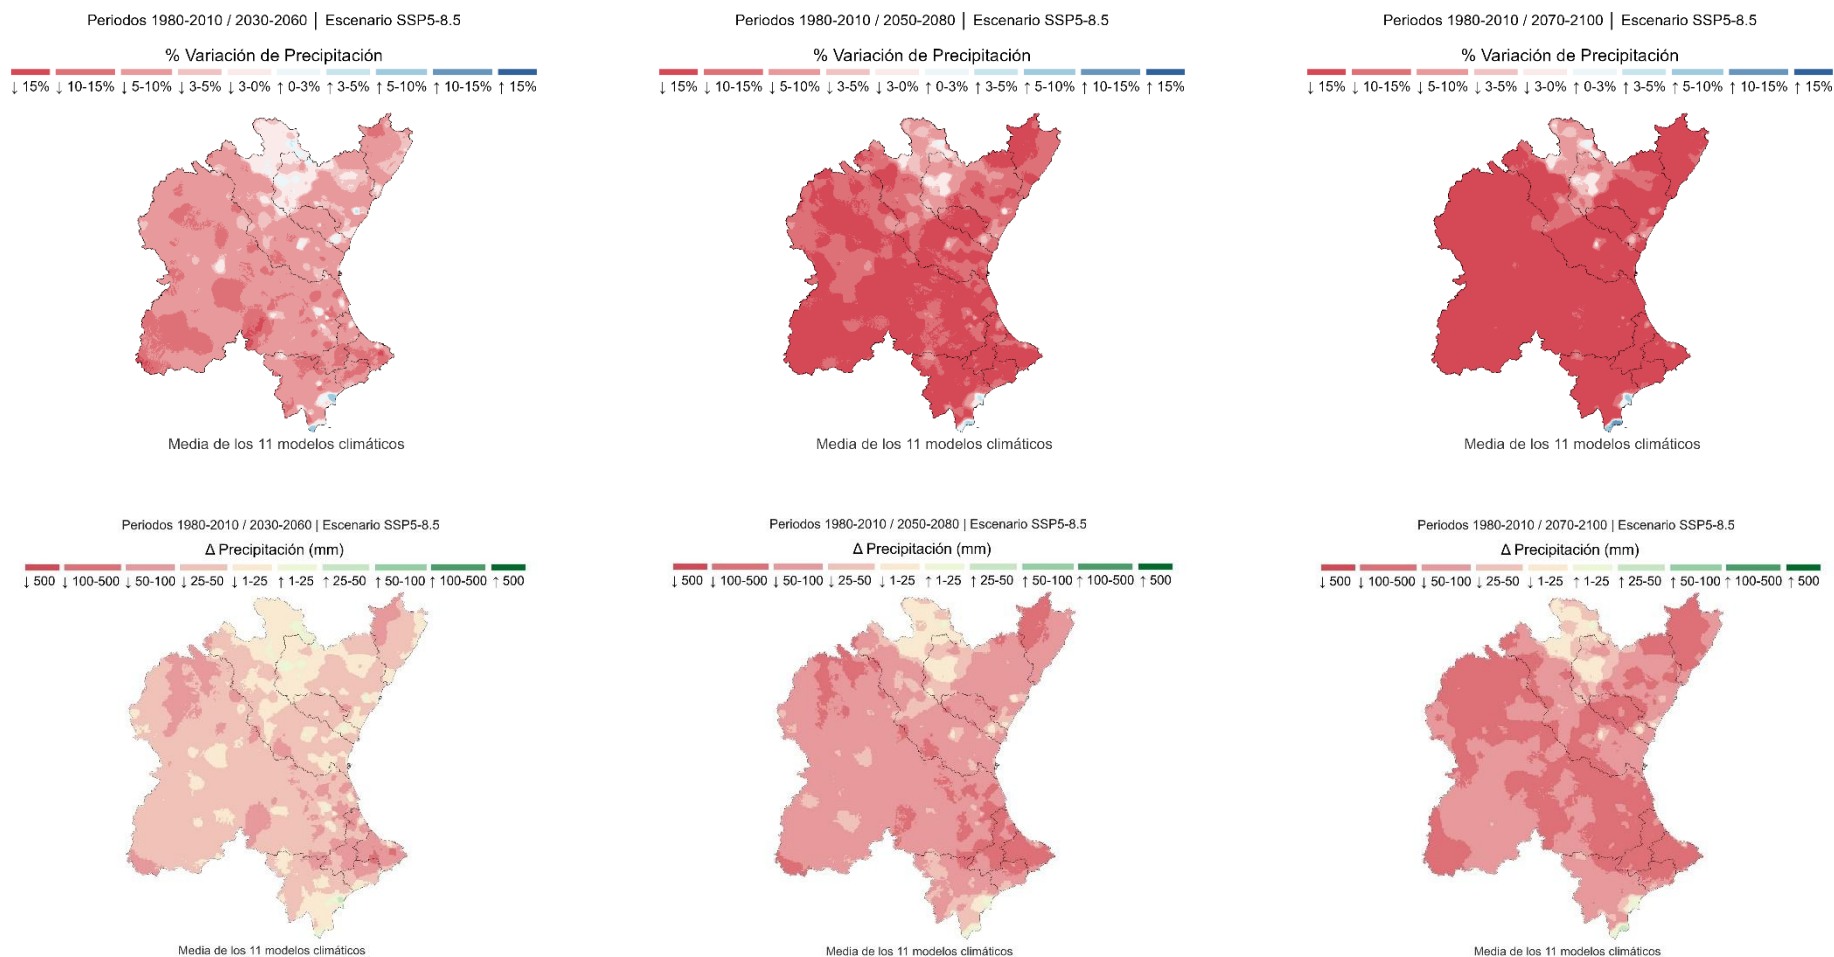 Periodos 1980-2010 / 2030-2060 | Escenario SSP5-8.5
% Variación de Precipitación
↓ 15% ↓ 10-15% ↓ 5-10% ↓ 3-5% ↓ 3-0% ↑ 0-3% ↑ 3-5% ↑ 5-10% ↑ 10-15% ↑ 15%
Media de los 11 modelos climáticos
Periodos 1980-2010 / 2050-2080 | Escenario SSP5-8.5
% Variación de Precipitación
↓ 15% ↓ 10-15% ↓ 5-10% ↓ 3-5% ↓ 3-0% ↑ 0-3% ↑ 3-5% ↑ 5-10% ↑ 10-15% ↑ 15%
Media de los 11 modelos climáticos
Periodos 1980-2010 / 2070-2100 | Escenario SSP5-8.5
% Variación de Precipitación
↓ 15% ↓ 10-15% ↓ 5-10% ↓ 3-5% ↓ 3-0% ↑ 0-3% ↑ 3-5% ↑ 5-10% ↑ 10-15% ↑ 15%
Media de los 11 modelos climáticos
Periodos 1980-2010 / 2030-2060 | Escenario SSP5-8.5
Δ Precipitación (mm)
↓ 500 ↓ 100-500 ↓ 50-100 ↓ 25-50 ↓ 1-25 ↑ 1-25 ↑ 25-50 ↑ 50-100 ↑ 100-500 ↑ 500
Media de los 11 modelos climáticos
Periodos 1980-2010 / 2050-2080 | Escenario SSP5-8.5
Δ Precipitación (mm)
↓ 500 ↓ 100-500 ↓ 50-100 ↓ 25-50 ↓ 1-25 ↑ 1-25 ↑ 25-50 ↑ 50-100 ↑ 100-500 ↑ 500
Media de los 11 modelos climáticos
Periodos 1980-2010 / 2070-2100 | Escenario SSP5-8.5
Δ Precipitación (mm)
↓ 500 ↓ 100-500 ↓ 50-100 ↓ 25-50 ↓ 1-25 ↑ 1-25 ↑ 25-50 ↑ 50-100 ↑ 100-500 ↑ 500
Media de los 11 modelos climáticos